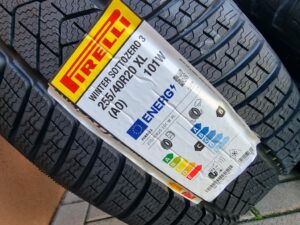 PIRELLI
WINTER SOTTOZERO 3
255/40R20 XL 101W
(AO)
ENERG